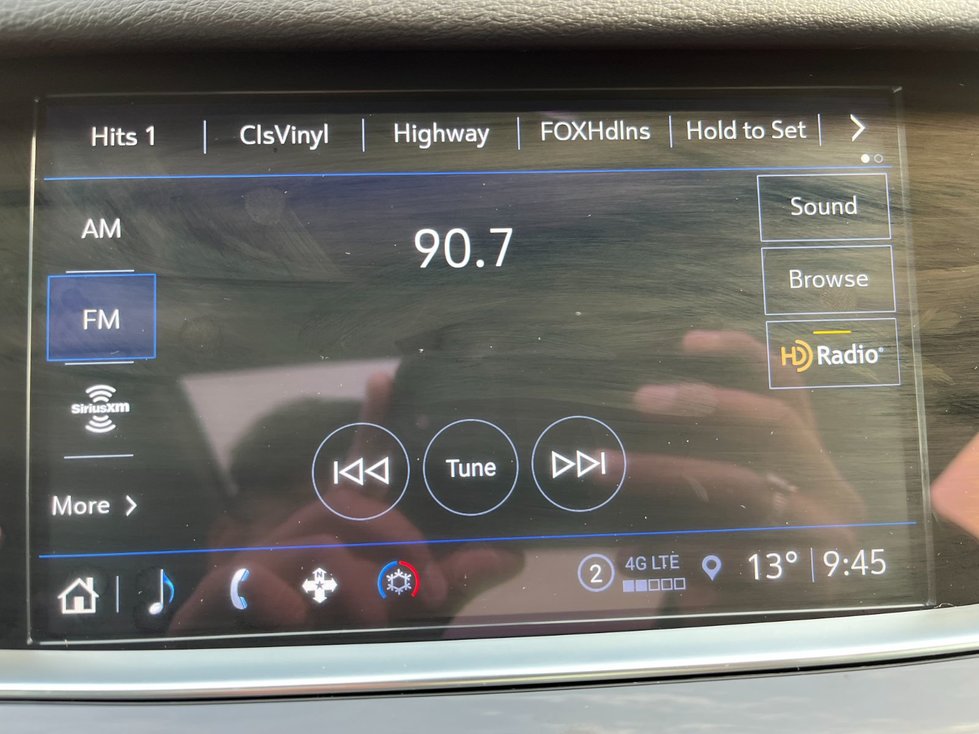 Hits 1 ClsVinyl Highway FOXHdlns Hold to Set
AM
90.7
Sound
FM
Browse
HD Radio
SiriusXM
Tune
More
N
2 4G LTE 13° 9:45